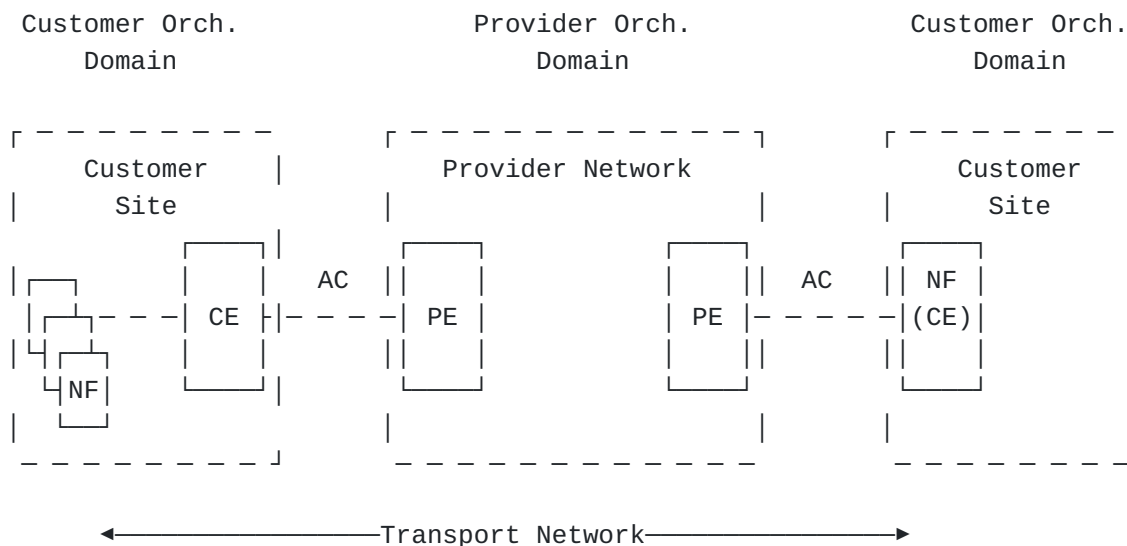 Customer Orch. Provider Orch. Customer Orch.
Domain Domain Domain
Customer Provider Network Customer
Site Site
AC AC NF
CE PE PE (CE)
NF
Transport Network